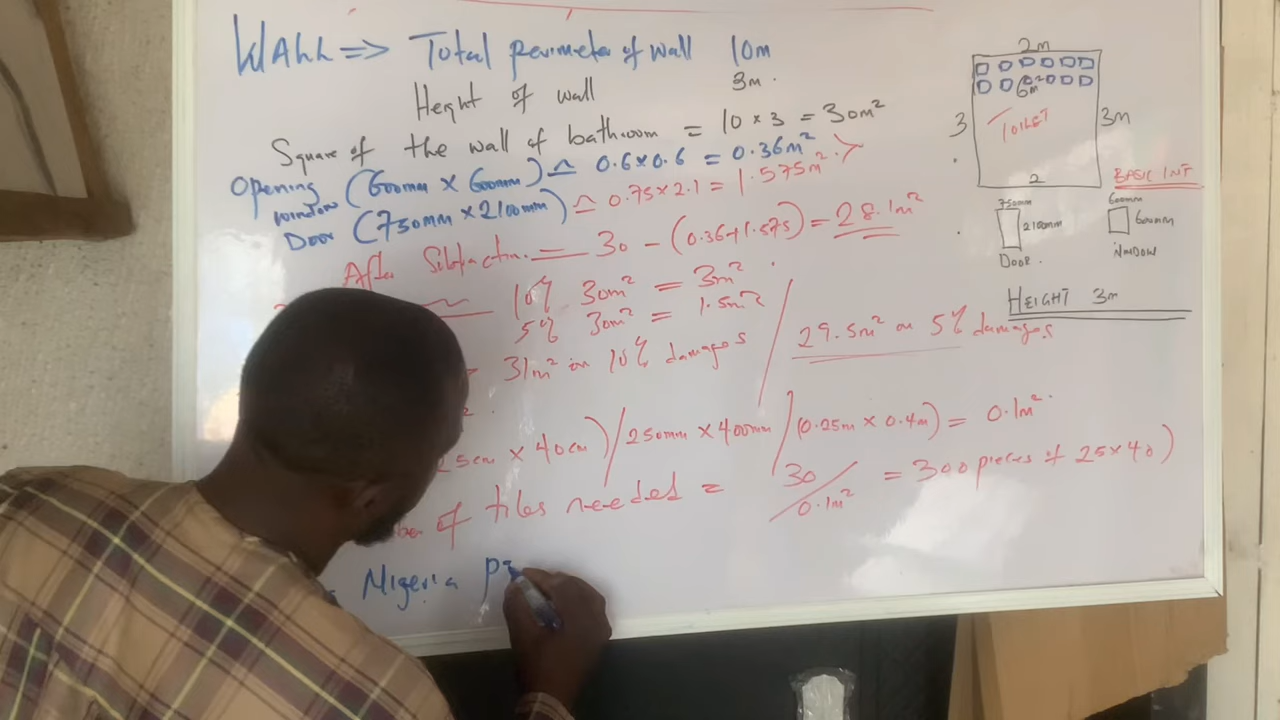 WALL => Total perimeter of wall 10m
Height of wall 3m.
Square of the wall of bathroom = 10 × 3 = 30m²
Opening (600mm × 600mm) ≏ 0.6×0.6 = 0.36m²
window
Door (750mm × 2100mm) ≏ 0.75×2.1 = 1.575m²
After Subtraction = 30 - (0.36+1.575) = 28.1m²
10% 30m² = 3m²
5% 30m² = 1.5m²
31m² on 10% damages / 29.5m² on 5% damages
25cm × 40cm) / 250mm × 400mm / (0.25m × 0.4m) = 0.1m².
of tiles needed = 30 / 0.1m² = 300 pieces of 25×40)
Nigeria
2m
6m²
3
TOILET
3m
2
BASIC INT
750mm
2100mm
Door.
600mm
600mm
WINDOW
HEIGHT 3m